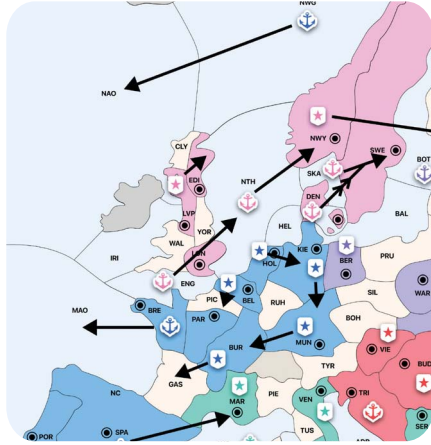 NWG
NAO
CLY
BOT
NWY
SWE
EDI
SKA
NTH
DEN
LVP
YOR
BAL
WAL
HEL
LON
KIE
IRI
HOL
BER
PRU
ENG
SIL
WAR
PIC
BEL
BRE
MAO
RUH
PAR
BOH
MUN
BUR
VIE
TYR
BUD
GAS
NC
MAR
PIE
VEN
TRI
SER
TUS
POR
SPA